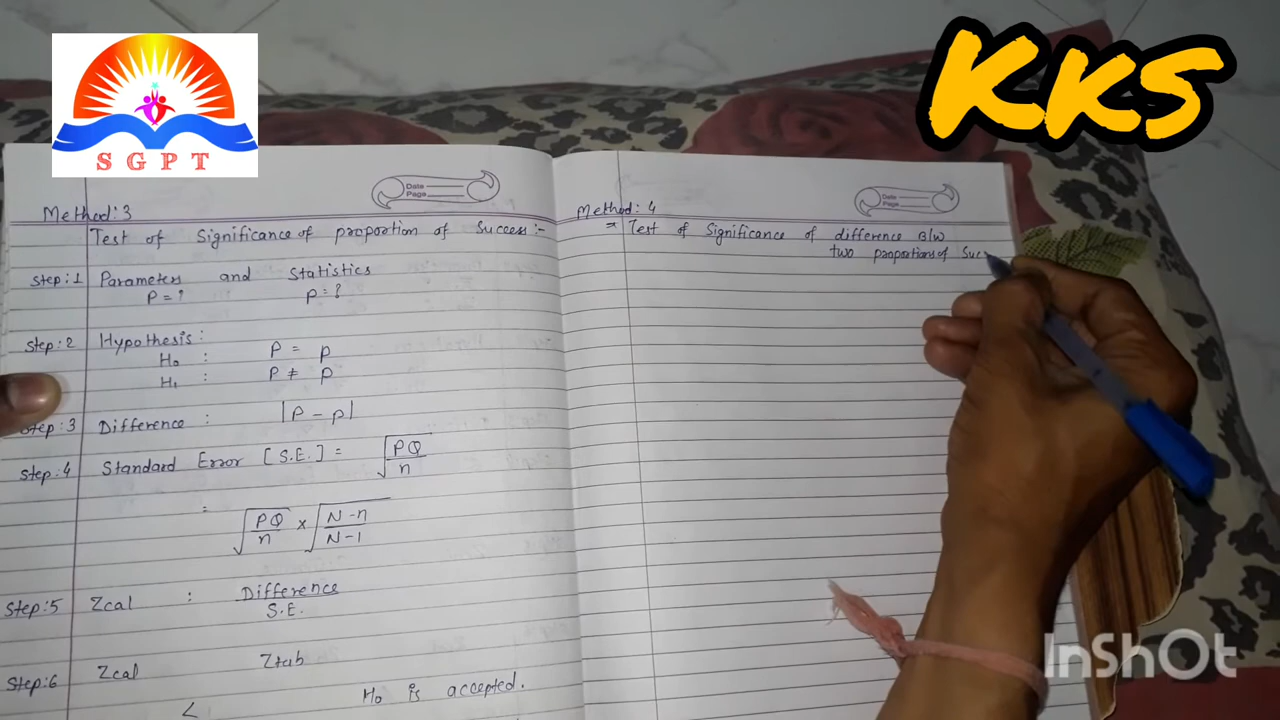 KKS
SGPT
Date
Page
Method: 3
Test of Significance of proportion of Success:-
Step: 1 Parameters and Statistics
P = ? p = ?
Step: 2 Hypothesis:
H₀ : P = p
H₁ : P ≠ p
Step: 3 Difference : |P - p|
Step: 4 Standard Error [S.E.] = √PQ/n
: √PQ/n × √N-n/N-1
Step: 5 Zcal : Difference/S.E.
Step: 6 Zcal Ztab
< H₀ is accepted.
Date
Page
Method: 4
= Test of Significance of difference B/W
two proportions of Suc
InShOt